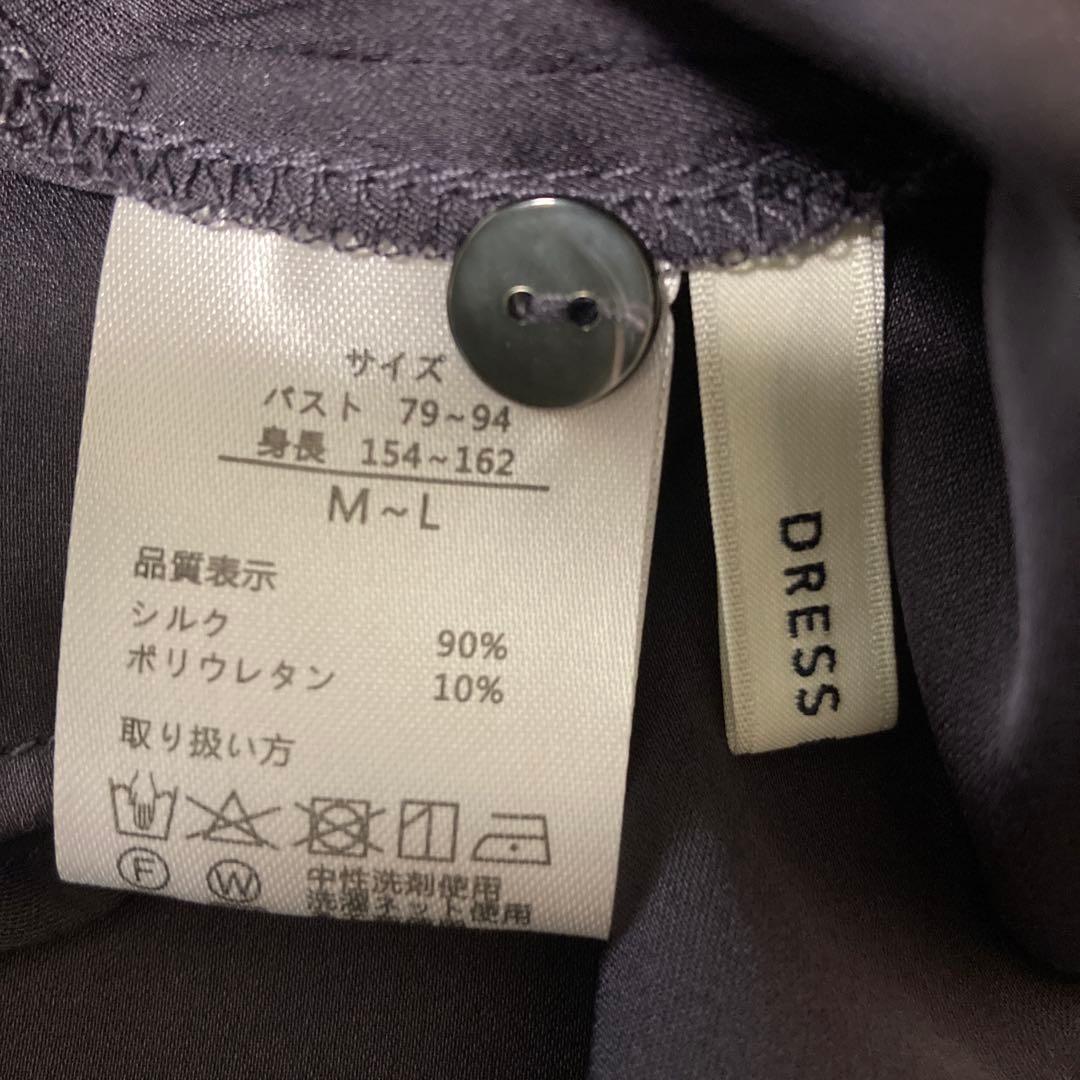 サイズ
バスト 79~94
身長 154~162
M~L
品質表示
シルク 90%
ポリウレタン 10%
取り扱い方
F W
中性洗剤使用
洗濯ネット使用
DRESS